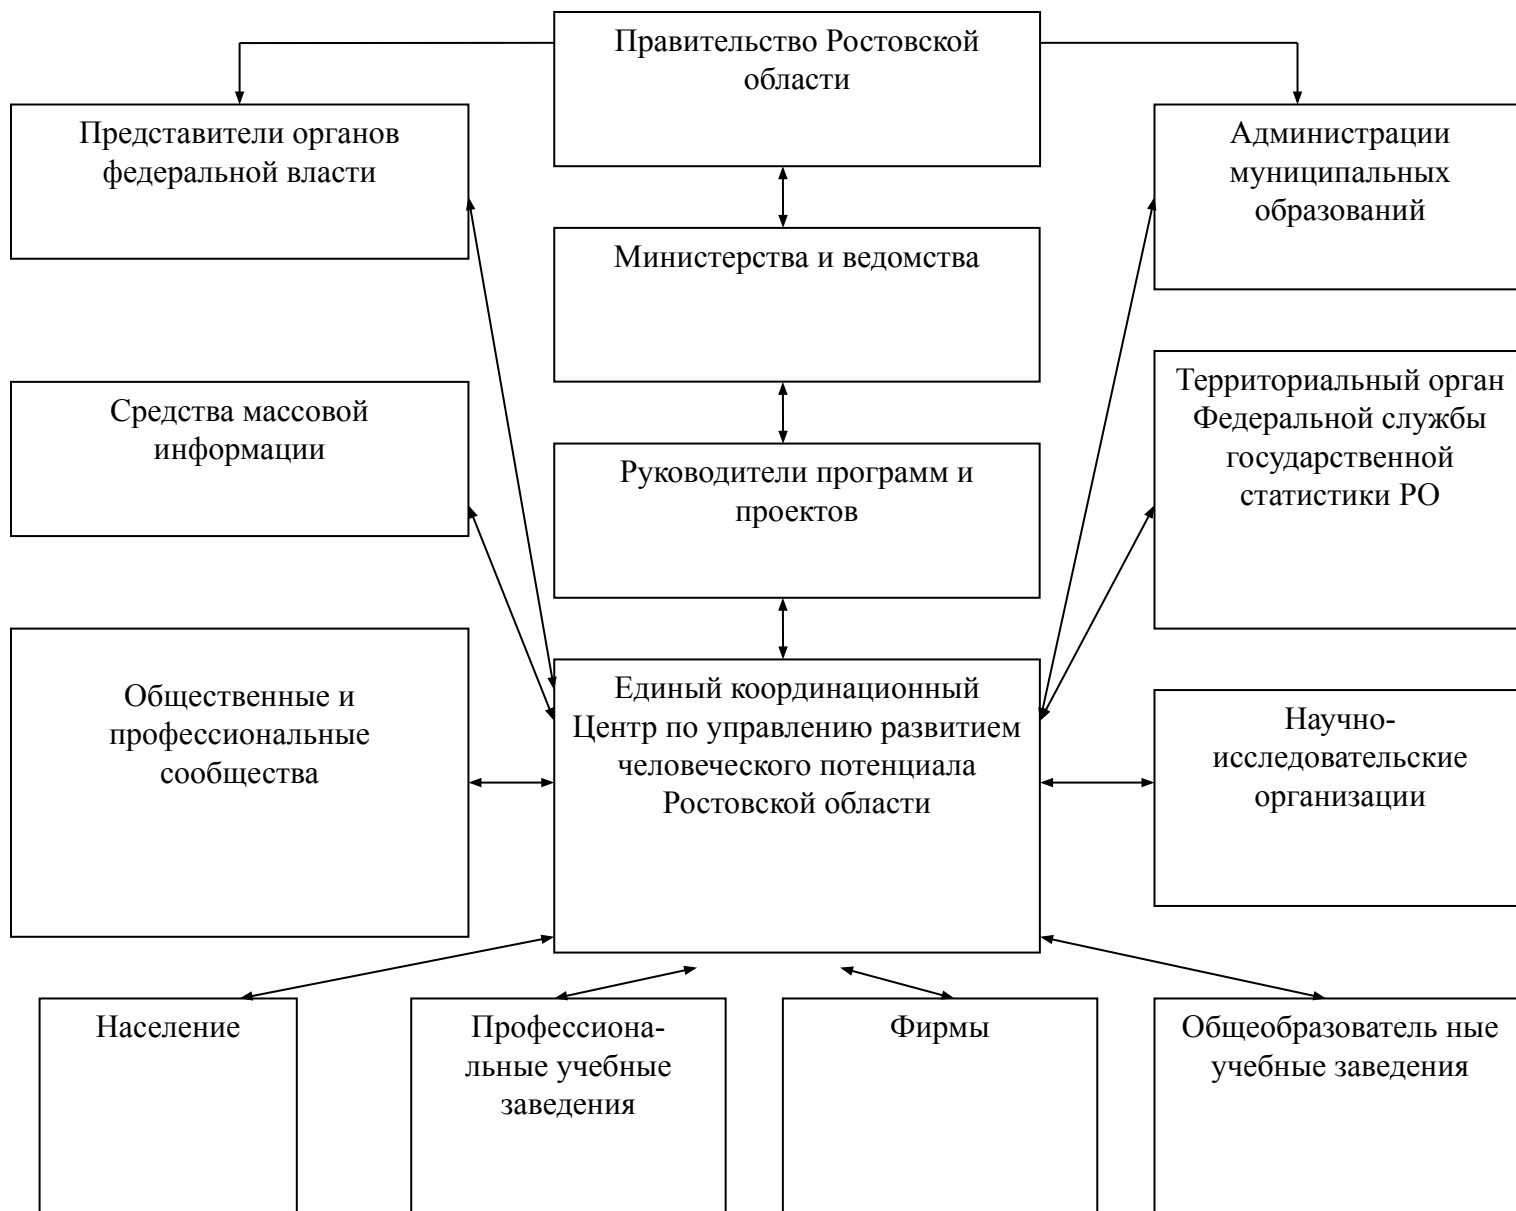 Правительство Ростовской
области
Представители органов
федеральной власти
Администрации
муниципальных
образований
Министерства и ведомства
Средства массовой
информации
Территориальный орган
Федеральной службы
государственной
статистики РО
Руководители программ и
проектов
Общественные и
профессиональные
сообщества
Единый координационный
Центр по управлению развитием
человеческого потенциала
Ростовской области
Научно-
исследовательские
организации
Население
Профессиона-
льные учебные
заведения
Фирмы
Общеобразователь ные
учебные заведения